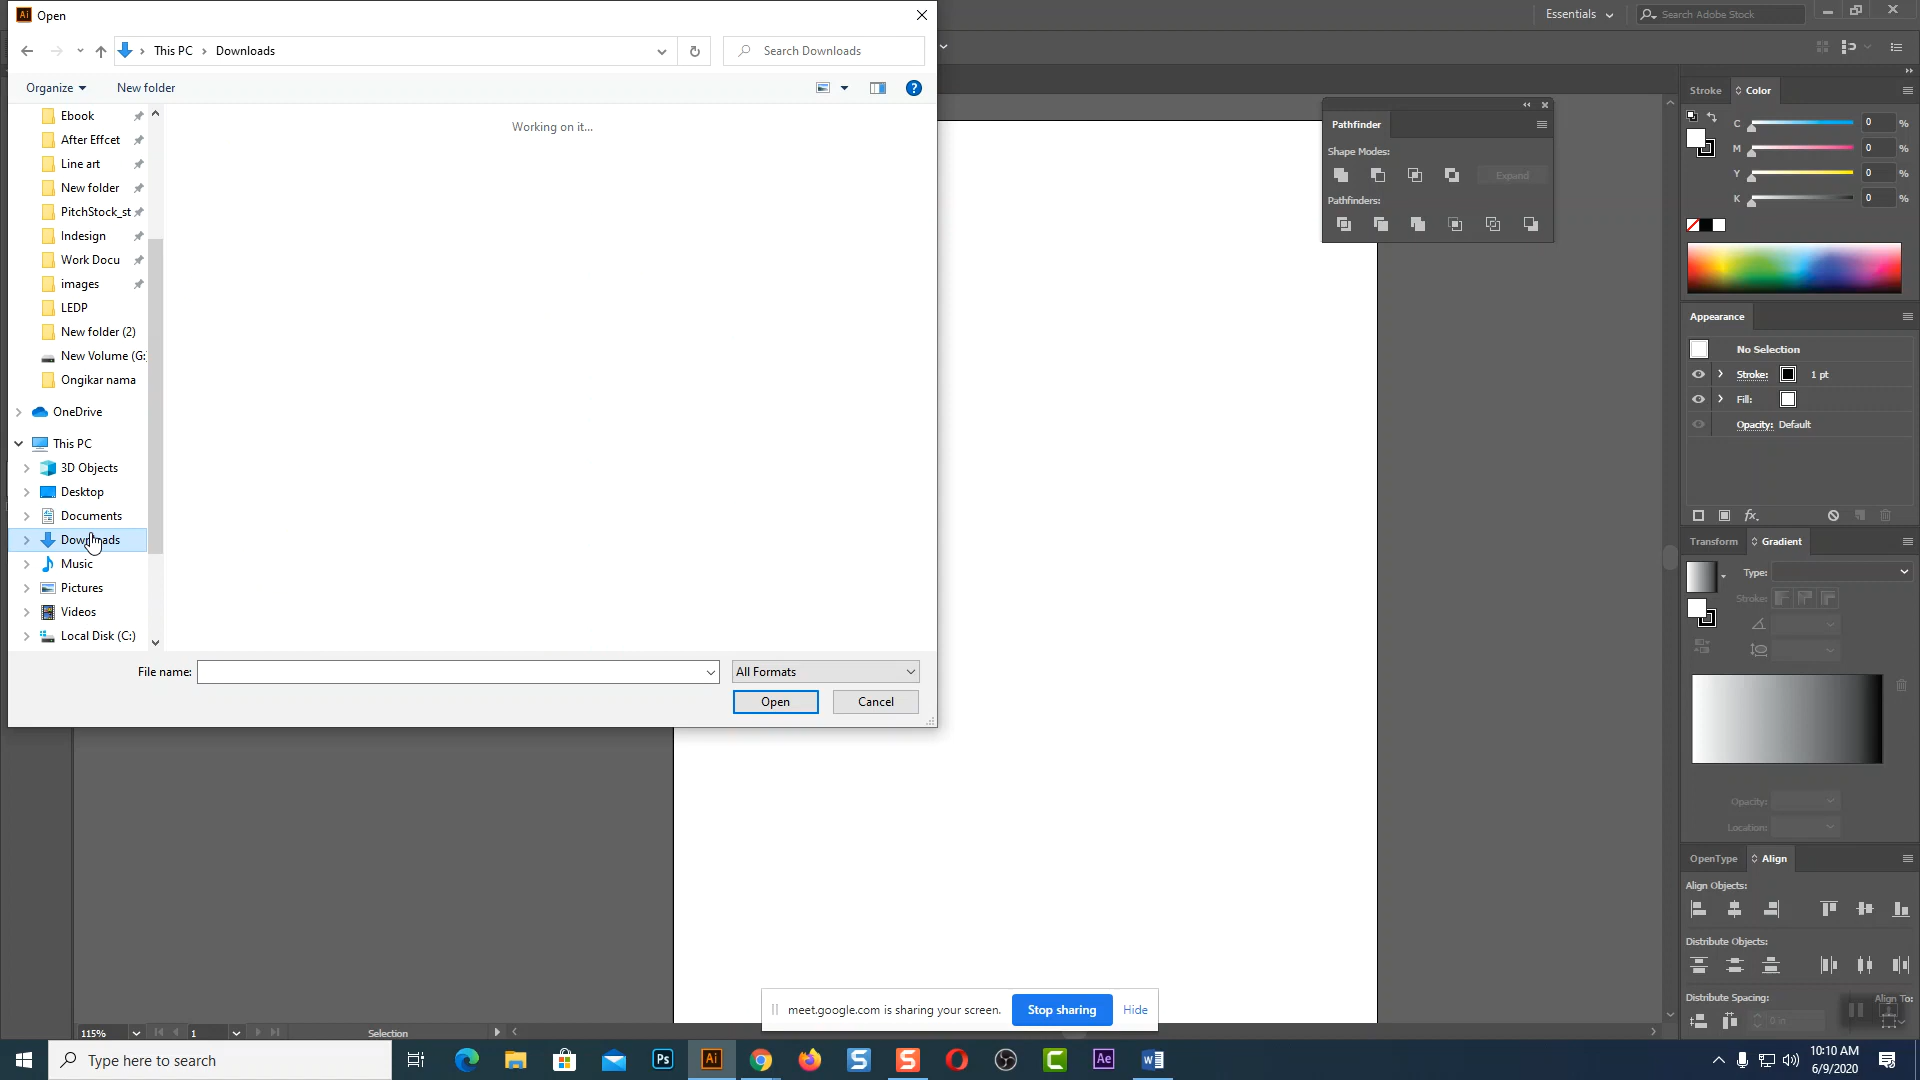 Open
Essentials
Search Adobe Stock
This PC
Downloads
Search Downloads
Organize
New folder
Ebook
After Effcet
Line art
New folder
PitchStock_st
Indesign
Work Docu
images
LEDP
New folder (2)
New Volume (G:
Ongikar nama
OneDrive
This PC
3D Objects
Desktop
Documents
Downloads
Music
Pictures
Videos
Local Disk (C:)
Working on it...
File name:
All Formats
Open
Cancel
Pathfinder
Shape Modes:
Expand
Pathfinders:
Stroke
Color
C 0 %
M 0 %
Y 0 %
K 0 %
Appearance
No Selection
Stroke: 1 pt
Fill:
Opacity: Default
fx.
Transform
Gradient
Type:
Stroke:
Opacity:
Location:
OpenType
Align
Align Objects:
Distribute Objects:
Distribute Spacing:
Align To:
0 in
meet.google.com is sharing your screen.
Stop sharing
Hide
115%
1
Selection
Type here to search
Ps
Ai
Ae
10:10 AM
6/9/2020